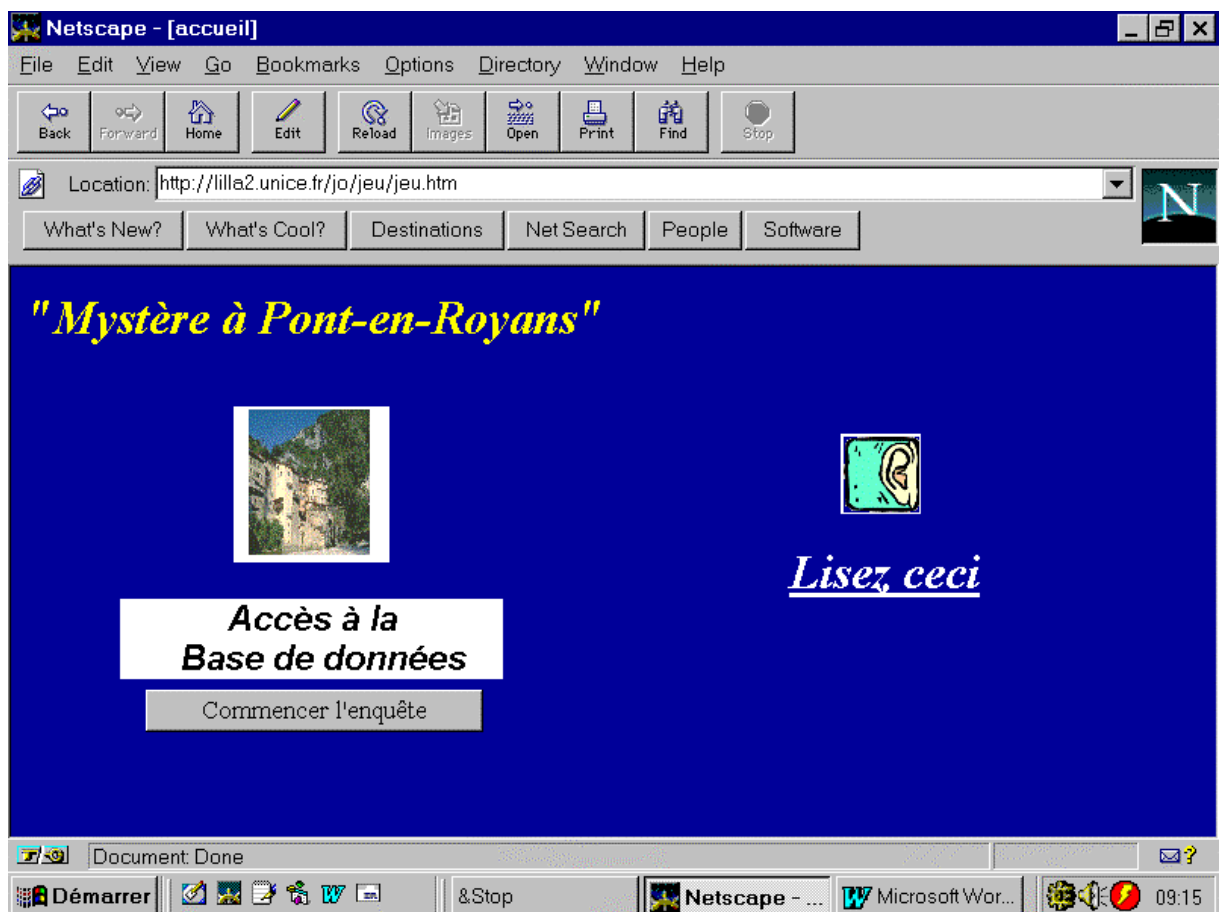 Netscape - [accueil]
File Edit View Go Bookmarks Options Directory Window Help
Back Forward Home Edit Reload Images Open Print Find Stop
Location: http://lilla2.unice.fr/jo/jeu/jeu.htm
N
What's New? What's Cool? Destinations Net Search People Software
"Mystère à Pont-en-Royans"
Lisez ceci
Accès à la
Base de données
Commencer l'enquête
Document: Done
Démarrer &Stop Netscape - ... Microsoft Wor... 09:15